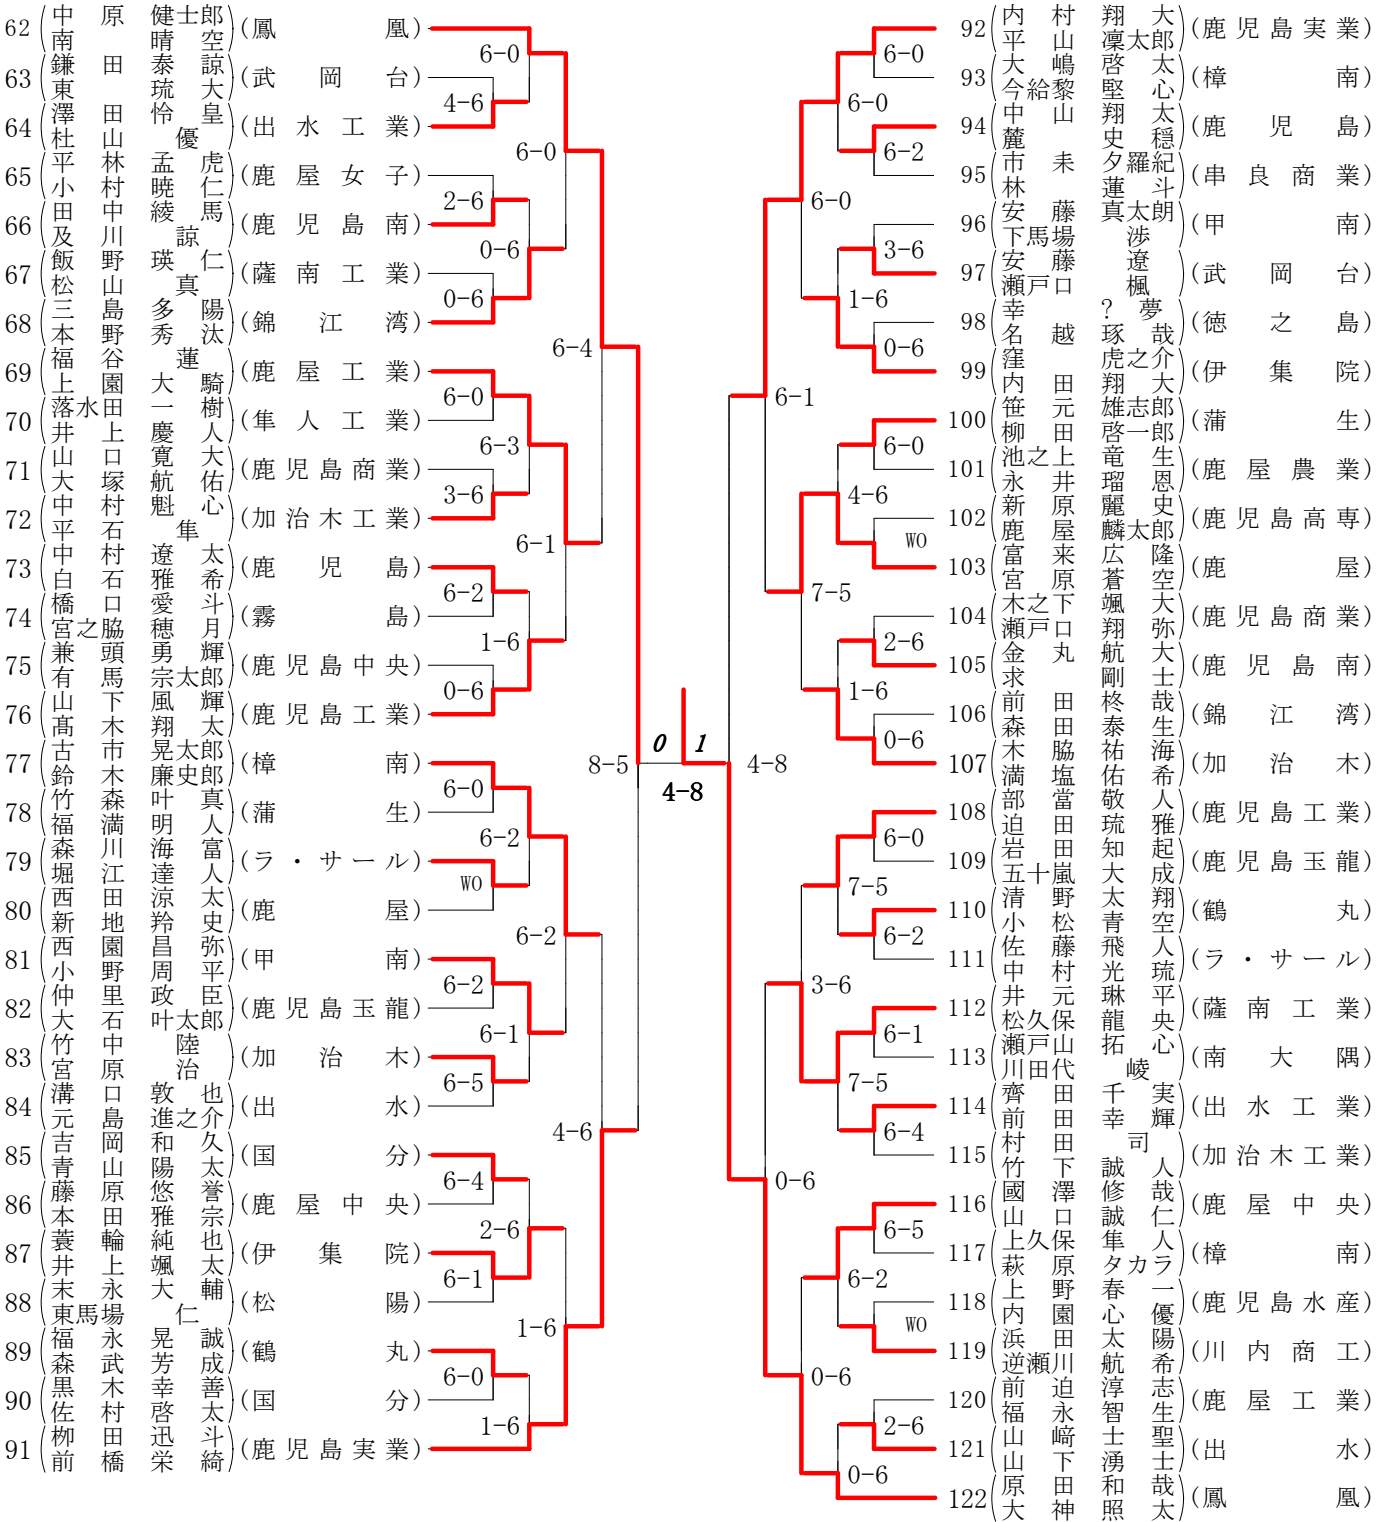 62 中原健士郎 (鳳凰)
南晴空
63 鎌田泰諒 (武岡台)
東琉大
64 澤田怜皇 (出水工業)
杜山優
65 平林孟虎 (鹿屋女子)
小村暁仁
66 田中綾馬 (鹿児島南)
及川諒
67 飯野瑛仁 (薩南工業)
松山真
68 三島多陽 (錦江湾)
本野秀汰
69 福谷蓮 (鹿屋工業)
上園大騎
70 落水田一樹 (隼人工業)
井上慶人
71 山口寛大 (鹿児島商業)
大塚航佑
72 中村魁心 (加治木工業)
平石隼
73 中村遼太 (鹿児島)
白石雅希
74 橋口愛斗 (霧島)
宮之脇穂月
75 兼頭勇輝 (鹿児島中央)
有馬宗太郎
76 山下風輝 (鹿児島工業)
髙木翔太
77 古市晃太郎 (樟南)
鈴木廉史郎
78 竹森叶真 (蒲生)
福満明人
79 森川海富 (ラ・サール)
堀江達人
80 西田涼太 (鹿屋)
新地羚史
81 西園昌弥 (甲南)
小野周平
82 仲里政臣 (鹿児島玉龍)
大石叶太郎
83 竹中陸 (加治木)
宮原治
84 溝口敦也 (出水)
元島進之介
85 吉岡和久 (国分)
青山陽太
86 藤原悠誉 (鹿屋中央)
本田雅宗
87 蓑輪純也 (伊集院)
井上颯太
88 末永大輔 (松陽)
東馬場仁
89 福永晃誠 (鶴丸)
森武芳成
90 黒木幸善 (国分)
佐村啓太
91 栁田迅斗 (鹿児島実業)
前橋栄綺
6-0
4-6
6-0
2-6
0-6
0-6
6-4
6-0
6-3
3-6
6-1
6-2
1-6
0-6
8-5
6-0
6-2
WO
6-2
6-2
6-1
6-5
4-6
6-4
2-6
6-1
1-6
6-0
1-6
0 1
4-8
92 内村翔大 (鹿児島実業)
平山凜太郎
93 大嶋啓太 (樟南)
今給黎堅心
94 中山翔太 (鹿児島)
麓史穏
95 市耒夕羅紀 (串良商業)
林蓮斗
96 安藤真太朗 (甲南)
下馬場渉
97 安藤遼 (武岡台)
瀬戸口楓
98 幸?夢 (徳之島)
名越琢哉
99 窪虎之介 (伊集院)
内田翔大
100 笹元雄志郎 (蒲生)
柳田啓一郎
101 池之上竜生 (鹿屋農業)
永井瑠恩
102 新原麗史 (鹿児島高専)
鹿屋麟太郎
103 富来広隆 (鹿屋)
宮原蒼空
104 木之下颯大 (鹿児島商業)
瀬戸口翔弥
105 金丸航大 (鹿児島南)
求剛士
106 前田柊哉 (錦江湾)
森田泰生
107 木脇祐海 (加治木)
満塩佑希
108 部當敬人 (鹿児島工業)
迫田琉雅
109 岩田知起 (鹿児島玉龍)
五十嵐大成
110 清野太翔 (鶴丸)
小松青空
111 佐藤飛人 (ラ・サール)
中村光琉
112 井元琳平 (薩南工業)
松久保龍央
113 瀬戸山拓心 (南大隅)
川田代崚
114 齊田千実 (出水工業)
前田幸輝
115 村田司 (加治木工業)
竹下誠人
116 國澤修哉 (鹿屋中央)
山口誠仁
117 上久保隼人 (樟南)
萩原タカラ
118 上野春一 (鹿児島水産)
内園心優
119 浜田太陽 (川内商工)
逆瀬川航希
120 前迫淳志 (鹿屋工業)
福永智生
121 山﨑士聖 (出水)
山下湧士
122 原田和哉 (鳳凰)
大神照太
6-0
6-0
6-2
6-0
3-6
1-6
0-6
6-1
6-0
4-6
WO
7-5
2-6
1-6
0-6
4-8
6-0
7-5
6-2
3-6
6-1
7-5
6-4
0-6
6-5
6-2
WO
0-6
2-6
0-6